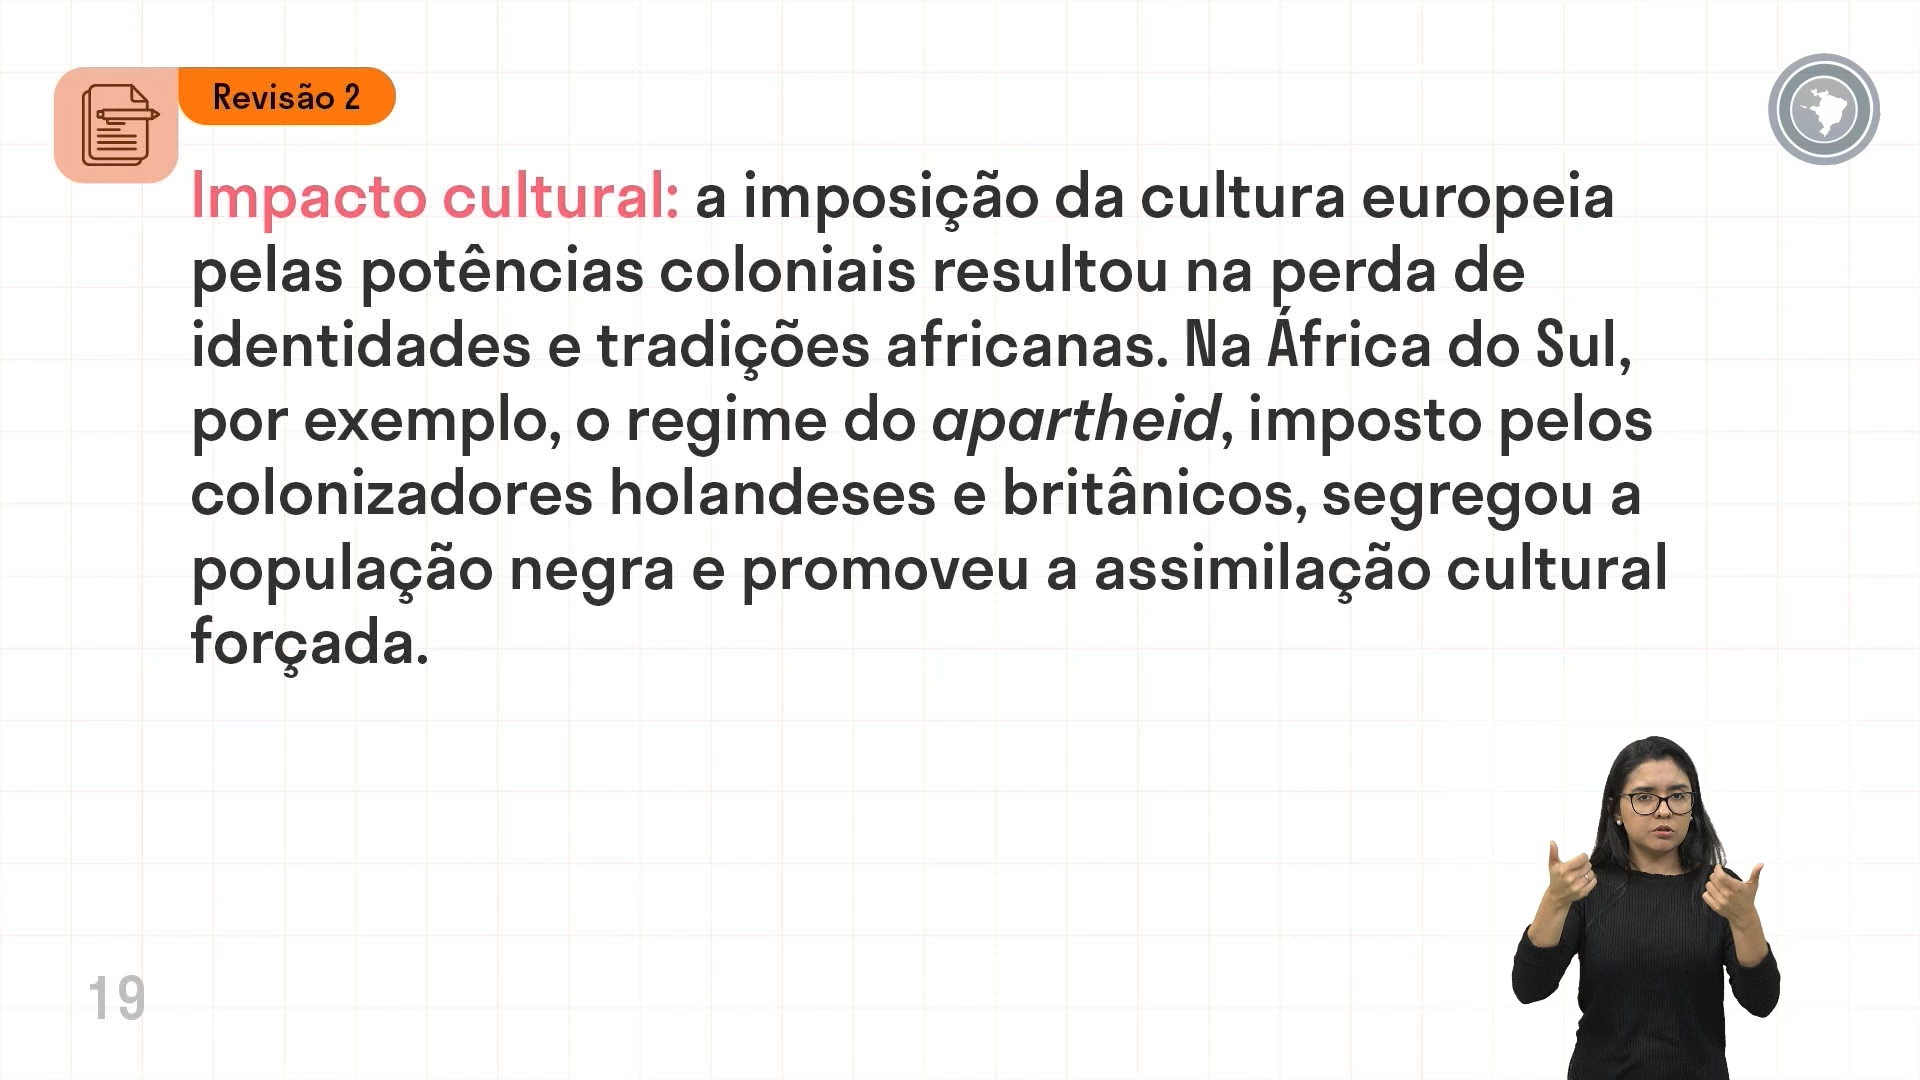 Revisão 2
Impacto cultural: a imposição da cultura europeia
pelas potências coloniais resultou na perda de
identidades e tradições africanas. Na África do Sul,
por exemplo, o regime do apartheid, imposto pelos
colonizadores holandeses e britânicos, segregou a
população negra e promoveu a assimilação cultural
forçada.
19